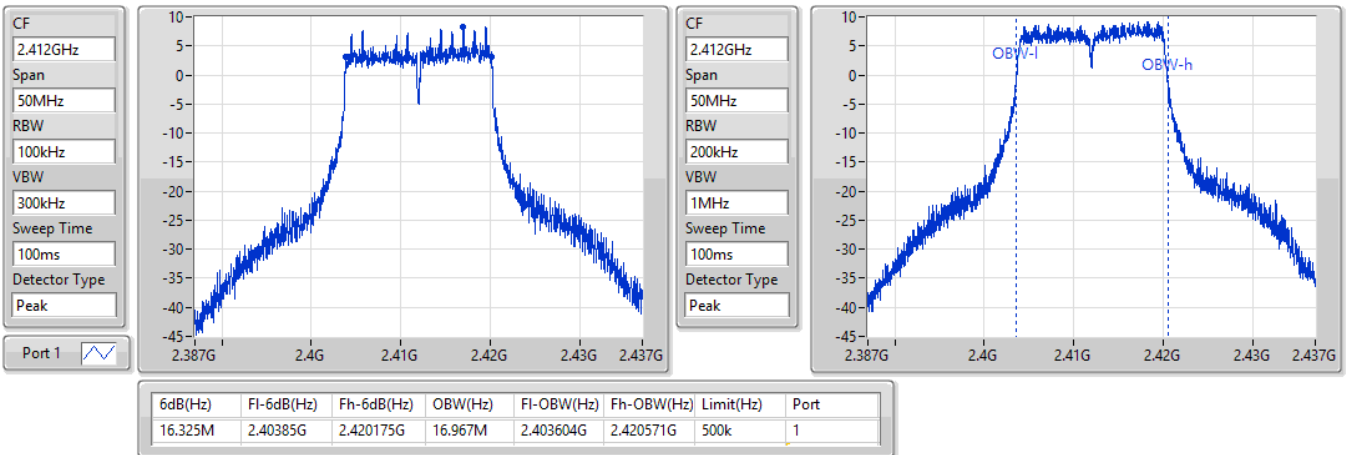 CF
2.412GHz
Span
50MHz
RBW
100kHz
VBW
300kHz
Sweep Time
100ms
Detector Type
Peak
Port 1
10
5
0
-5
-10
-15
-20
-25
-30
-35
-40
-45
2.387G 2.4G 2.41G 2.42G 2.43G 2.437G
CF
2.412GHz
Span
50MHz
RBW
200kHz
VBW
1MHz
Sweep Time
100ms
Detector Type
Peak
10
5
0
-5
-10
-15
-20
-25
-30
-35
-40
-45
OBW-l
OBW-h
2.387G 2.4G 2.41G 2.42G 2.43G 2.437G
6dB(Hz) Fl-6dB(Hz) Fh-6dB(Hz) OBW(Hz) Fl-OBW(Hz) Fh-OBW(Hz) Limit(Hz) Port
16.325M 2.40385G 2.420175G 16.967M 2.403604G 2.420571G 500k 1